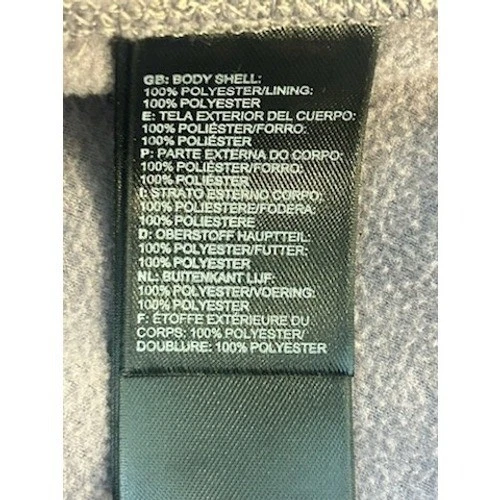 GB: BODY SHELL:
100% POLYESTER/LINING:
100% POLYESTER
E: TELA EXTERIOR DEL CUERPO:
100% POLIÉSTER/FORRO:
100% POLIÉSTER
P: PARTE EXTERNA DO CORPO:
100% POLIÉSTER/FORRO:
100% POLIÉSTER
I: STRATO ESTERNO CORPO:
100% POLIESTERE/FODERA:
100% POLIESTERE
D: OBERSTOFF HAUPTTEIL:
100% POLYESTER/FUTTER:
100% POLYESTER
NL: BUITENKANT LIJF:
100% POLYESTER/VOERING:
100% POLYESTER
F: ÉTOFFE EXTÉRIEURE DU
CORPS: 100% POLYESTER/
DOUBLURE: 100% POLYESTER